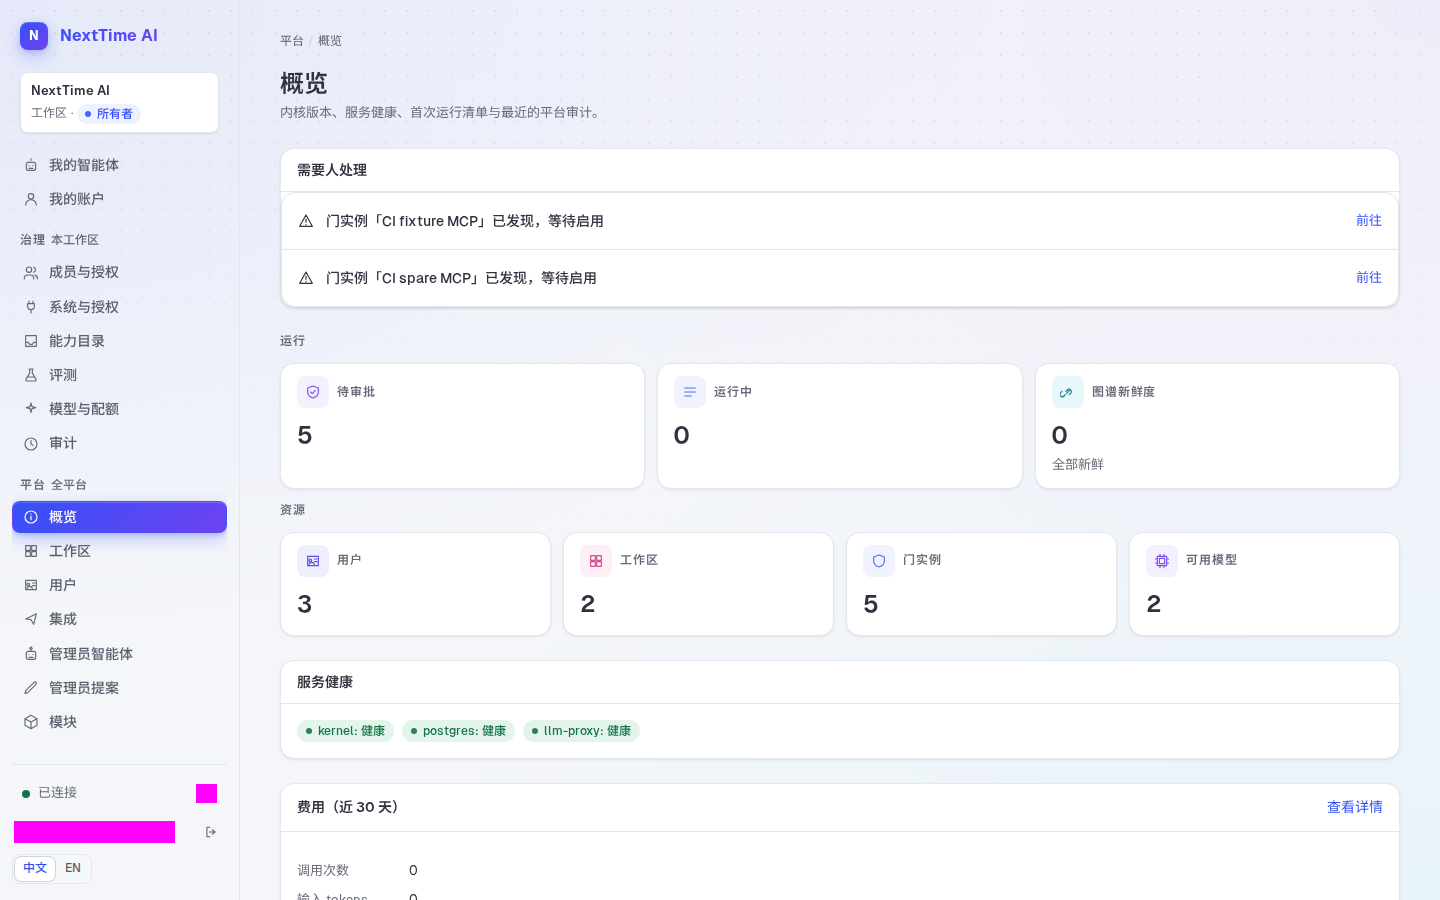 N NextTime AI
NextTime AI
工作区 · 所有者
我的智能体
我的账户
治理 本工作区
成员与授权
系统与授权
能力目录
评测
模型与配额
审计
平台 全平台
概览
工作区
用户
集成
管理员智能体
管理员提案
模块
已连接
中文 EN
平台 / 概览
概览
内核版本、服务健康、首次运行清单与最近的平台审计。
需要人处理
门实例「CI fixture MCP」已发现，等待启用 前往
门实例「CI spare MCP」已发现，等待启用 前往
运行
待审批
5
运行中
0
图谱新鲜度
0
全部新鲜
资源
用户
3
工作区
2
门实例
5
可用模型
2
服务健康
kernel: 健康 postgres: 健康 llm-proxy: 健康
费用（近 30 天） 查看详情
调用次数 0
输入 tokens 0